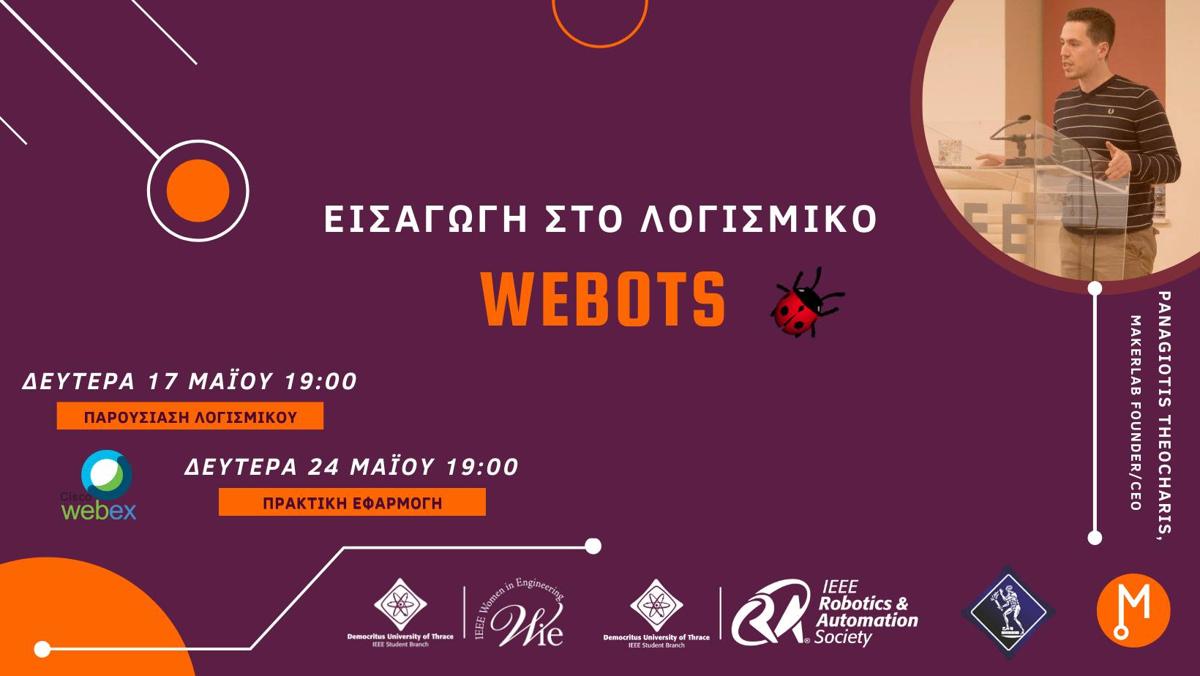 ΕΙΣΑΓΩΓΗ ΣΤΟ ΛΟΓΙΣΜΙΚΟ
WEBOTS
ΔΕΥΤΕΡΑ 17 ΜΑΪΟΥ 19:00
ΠΑΡΟΥΣΙΑΣΗ ΛΟΓΙΣΜΙΚΟΥ
ΔΕΥΤΕΡΑ 24 ΜΑΪΟΥ 19:00
ΠΡΑΚΤΙΚΗ ΕΦΑΡΜΟΓΗ
Cisco
webex
PANAGIOTIS THEOCHARIS,
MAKERLAB FOUNDER/CEO
Democritus University of Thrace
IEEE Student Branch
IEEE Women in Engineering
Wie
Democritus University of Thrace
IEEE Student Branch
RA®
IEEE
Robotics &
Automation
Society
M